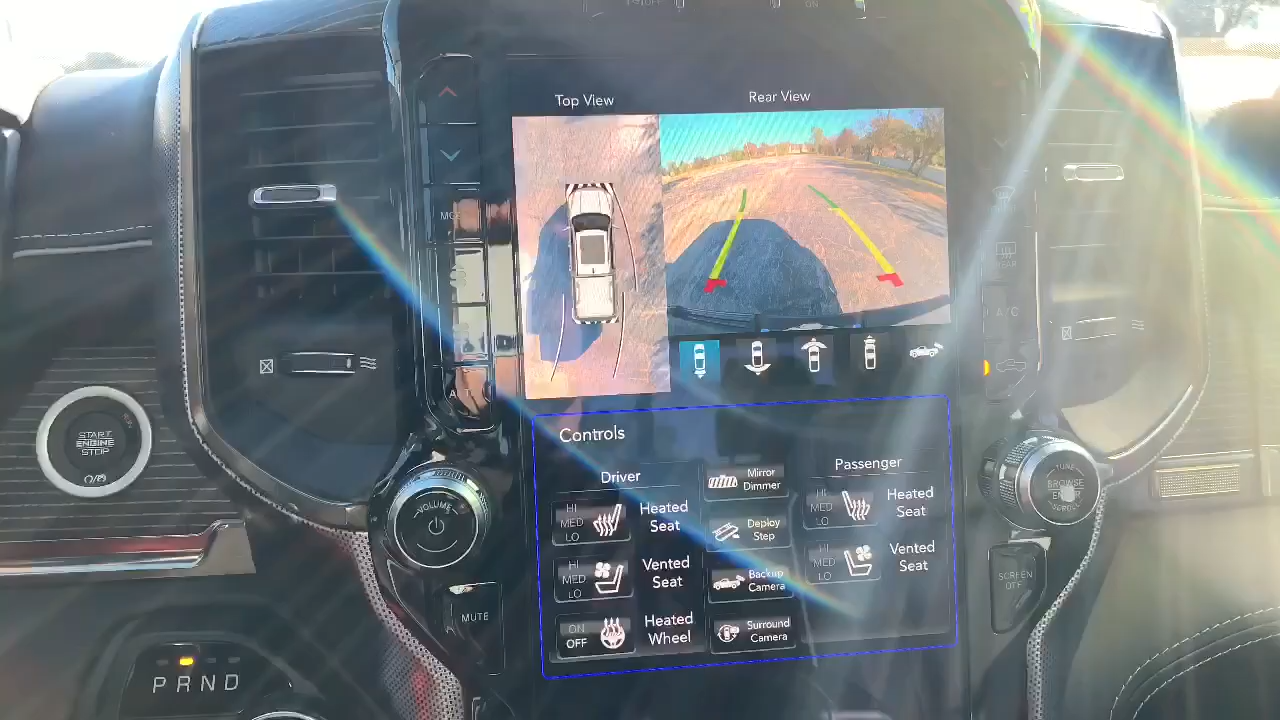 Top View
Rear View
A/C
START
ENGINE
STOP
VOLUME
MUTE
P R N D
Controls
Driver
HI
MED
LO
Heated
Seat
HI
MED
LO
Vented
Seat
ON
OFF
Heated
Wheel
Mirror
Dimmer
Deploy
Step
Backup
Camera
Surround
Camera
Passenger
HI
MED
LO
Heated
Seat
HI
MED
LO
Vented
Seat
TUNE
BROWSE
ENTER
SCROLL
SCREEN
OFF